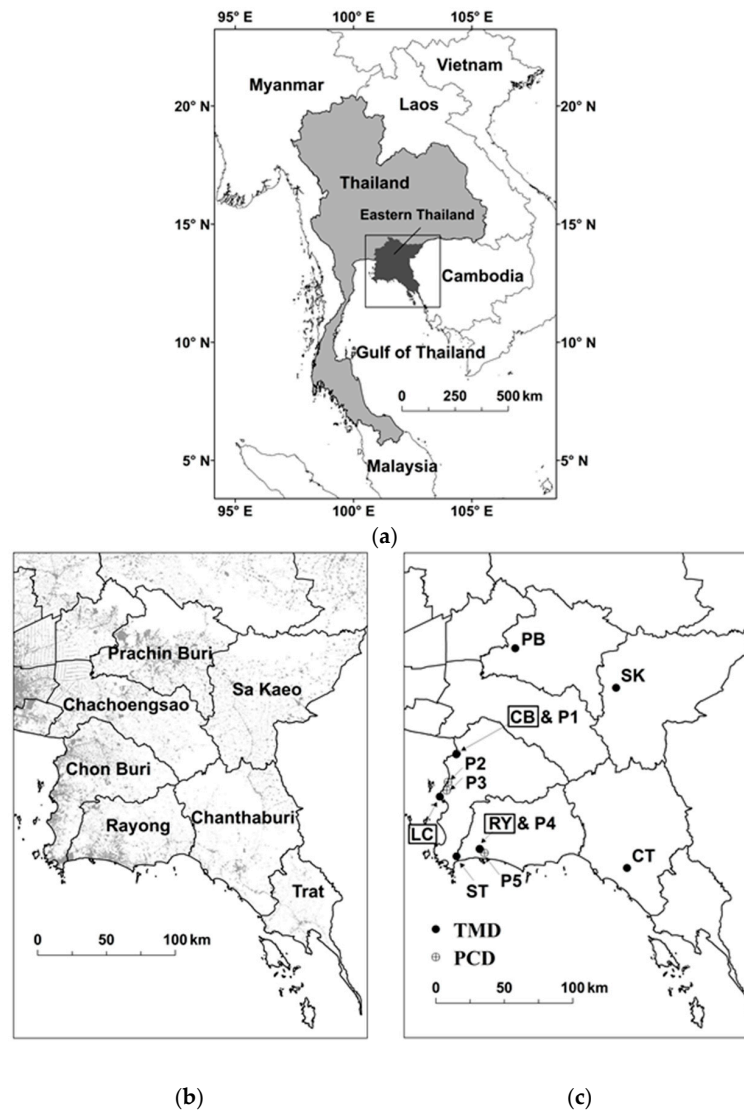 95° E 100° E 105° E
Vietnam
Myanmar
Laos
20° N 20° N
Thailand
15° N Eastern Thailand 15° N
Cambodia
10° N Gulf of Thailand 10° N
0 250 500 km
5° N Malaysia 5° N
95° E 100° E 105° E
(a)
Prachin Buri
Sa Kaeo
Chachoengsao
Chon Buri
Rayong
Chanthaburi
Trat
0 50 100 km
(b)
PB
SK
CB & P1
P2
P3
LC
RY & P4
P5
ST
CT
TMD
PCD
0 50 100 km
(c)